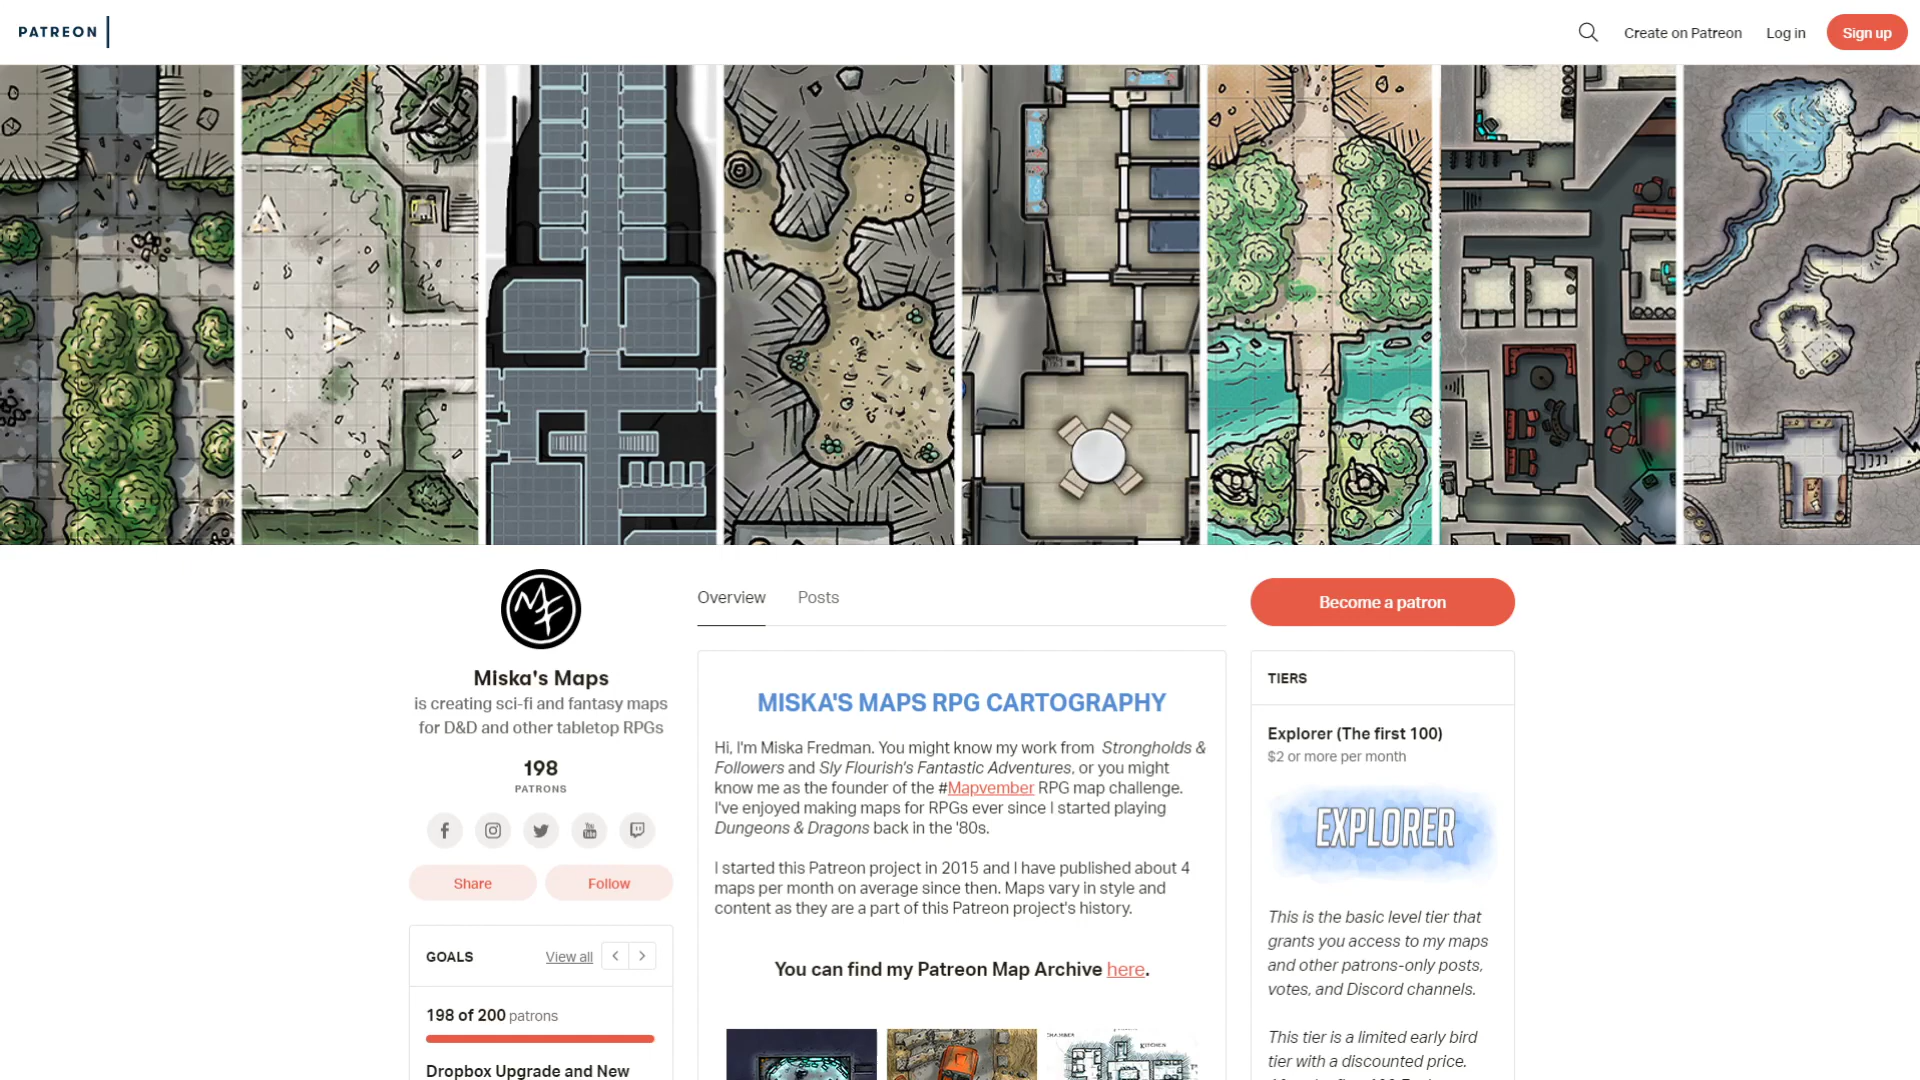 PATREON
Create on Patreon
Log in
Sign up
Miska's Maps
is creating sci-fi and fantasy maps
for D&D and other tabletop RPGs
198
PATRONS
Share
Follow
GOALS
View all
198 of 200 patrons
Dropbox Upgrade and New
Overview
Posts
MISKA'S MAPS RPG CARTOGRAPHY
Hi, I'm Miska Fredman. You might know my work from Strongholds &
Followers and Sly Flourish's Fantastic Adventures, or you might
know me as the founder of the #Mapvember RPG map challenge.
I've enjoyed making maps for RPGs ever since I started playing
Dungeons & Dragons back in the '80s.
I started this Patreon project in 2015 and I have published about 4
maps per month on average since then. Maps vary in style and
content as they are a part of this Patreon project's history.
You can find my Patreon Map Archive here.
KITCHEN
Become a patron
TIERS
Explorer (The first 100)
$2 or more per month
EXPLORER
This is the basic level tier that
grants you access to my maps
and other patrons-only posts,
votes, and Discord channels.
This tier is a limited early bird
tier with a discounted price.